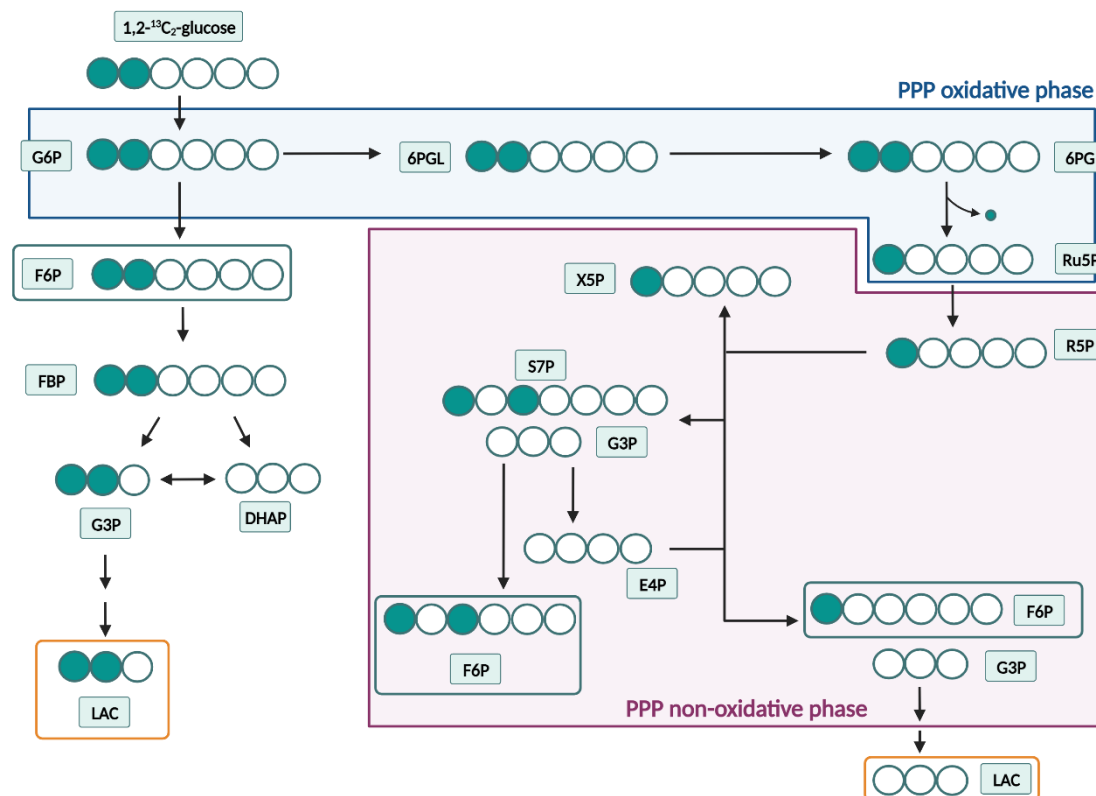 1,2-¹³C₂-glucose
PPP oxidative phase
G6P
6PGL
6PG
F6P
Ru5P
X5P
R5P
S7P
FBP
G3P
G3P
DHAP
E4P
F6P
F6P
G3P
LAC
PPP non-oxidative phase
LAC